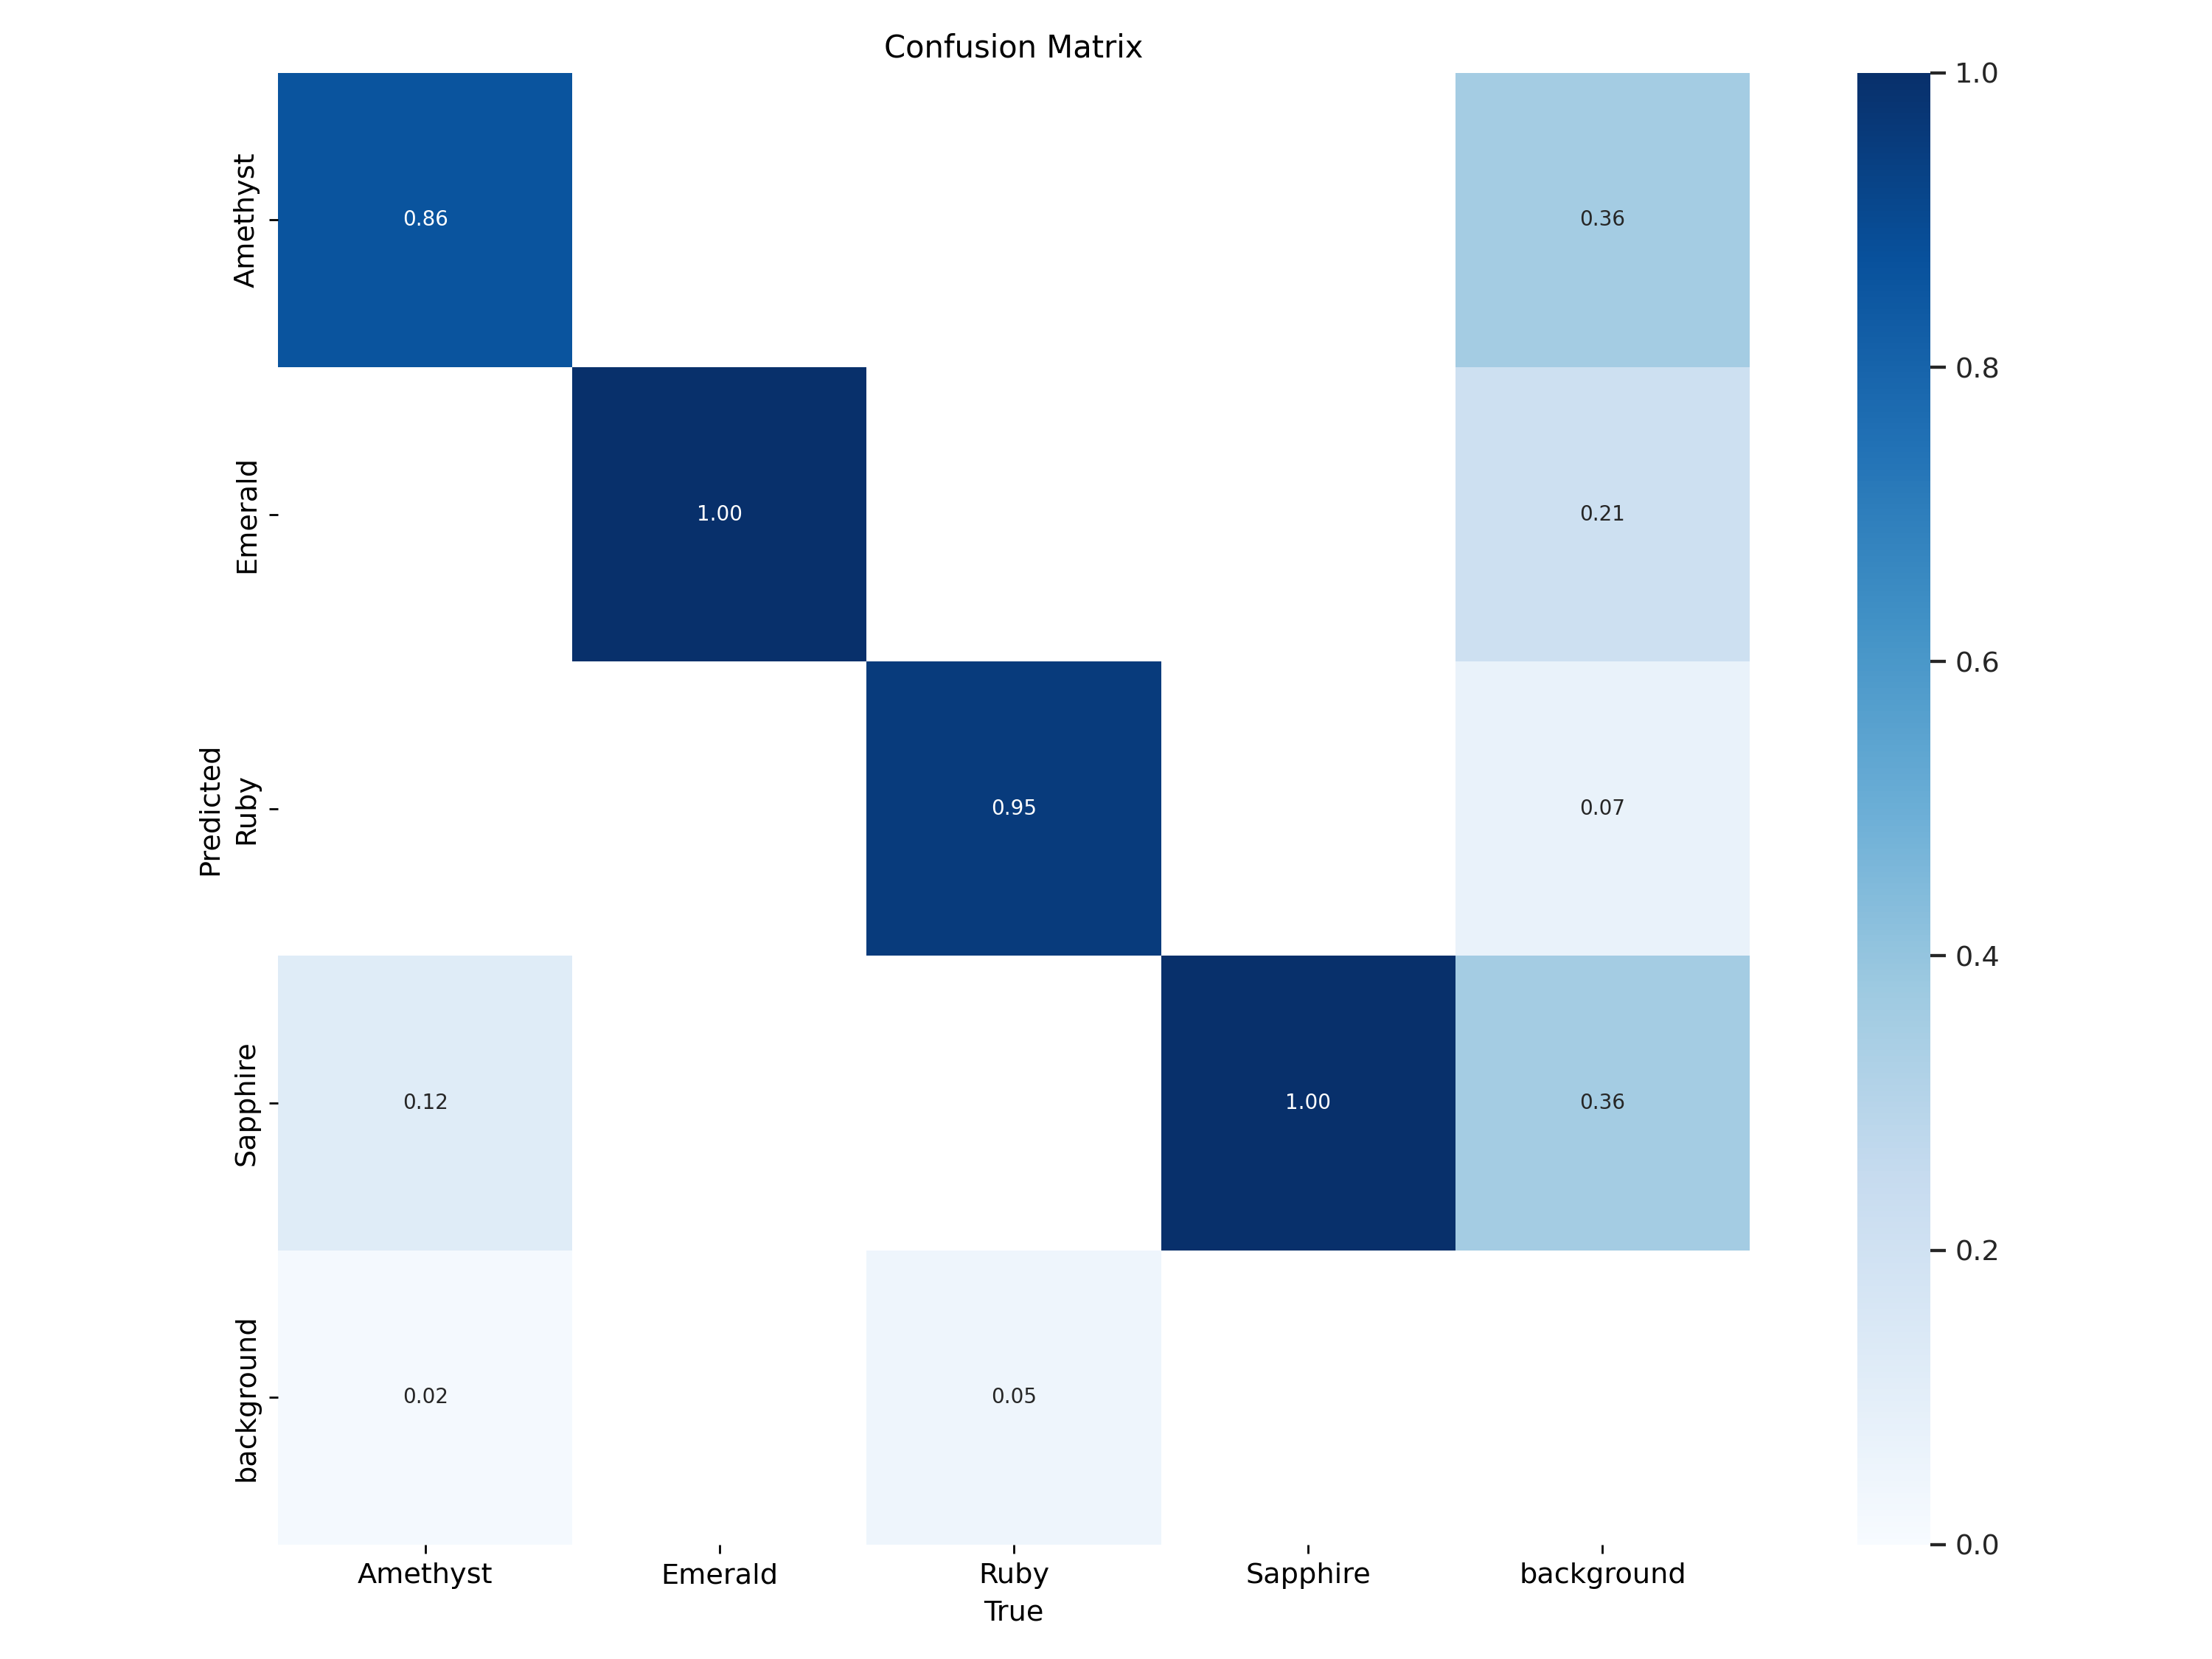 Confusion Matrix
Predicted
Amethyst
0.86
0.36
Emerald
1.00
0.21
Ruby
0.95
0.07
Sapphire
0.12
1.00
0.36
background
0.02
0.05
Amethyst
Emerald
Ruby
Sapphire
background
True
1.0
0.8
0.6
0.4
0.2
0.0